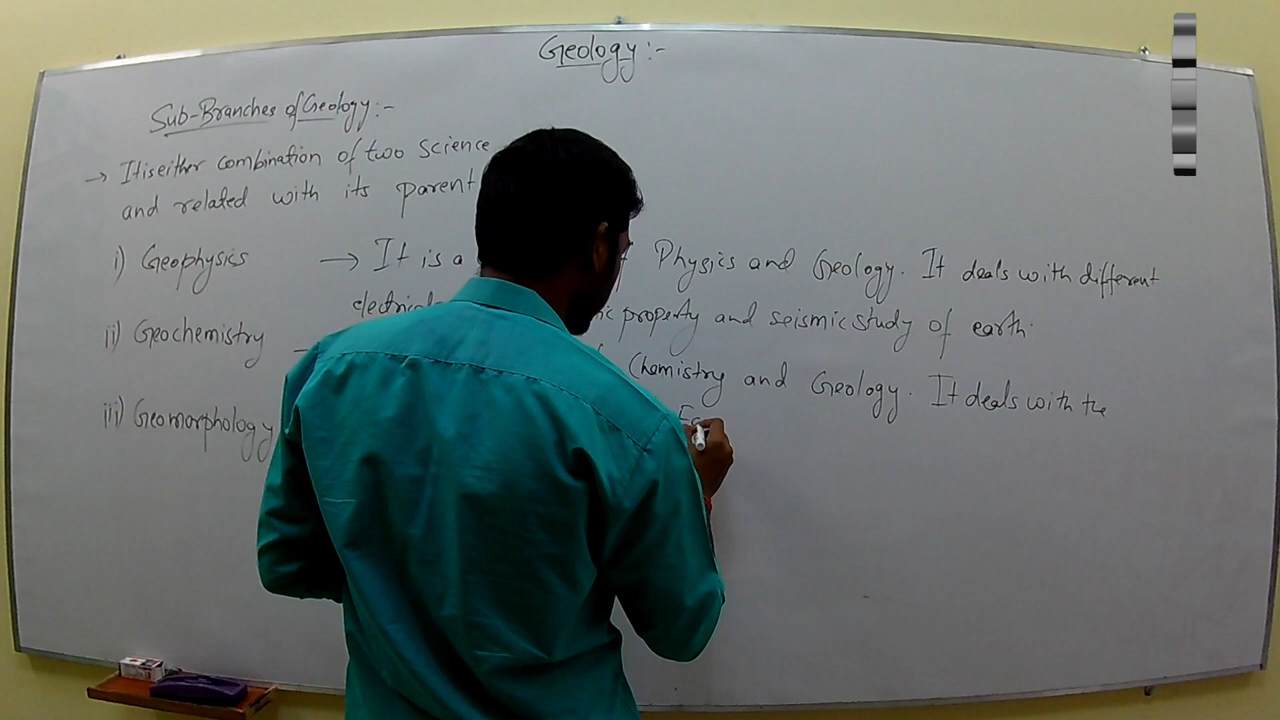 Geology:-
Sub-Branches of Geology:-
→ It is either combination of two science
and related with its parent
i) Geophysics → It is a Physics and Geology. It deals with different
property and seismic study of earth.
ii) Geochemistry Chemistry and Geology. It deals with the
iii) Geomorphology